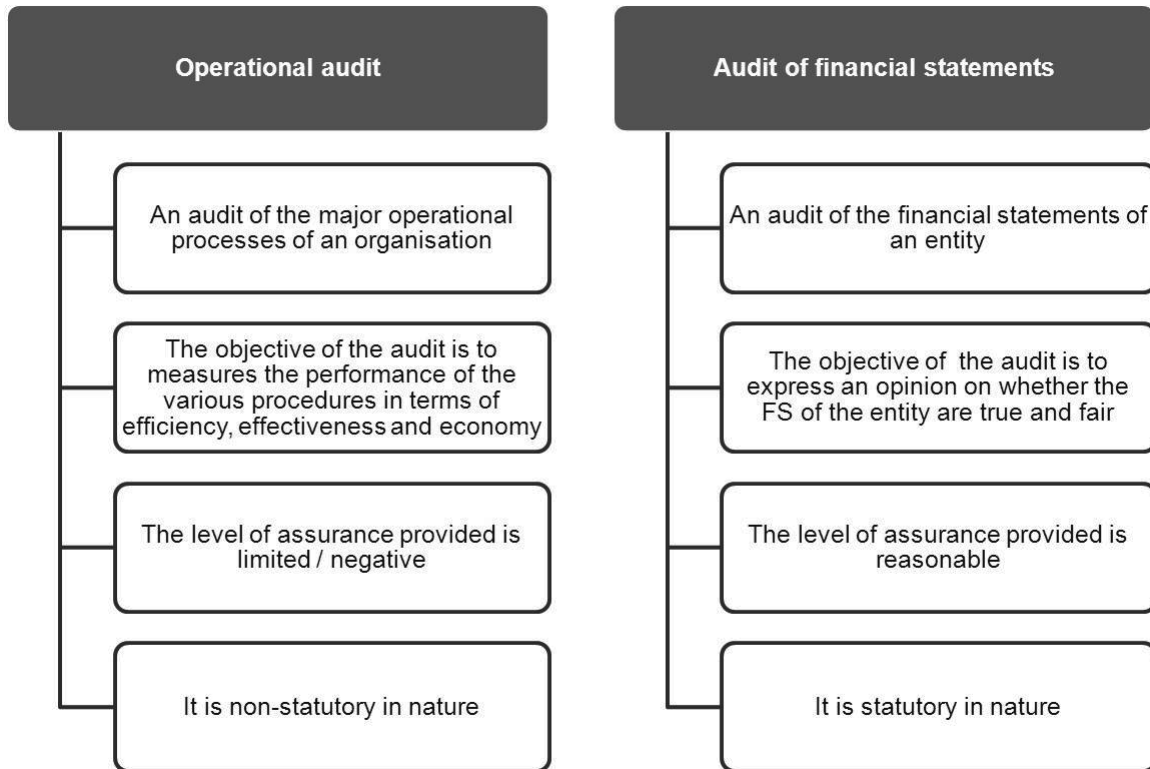 Operational audit
An audit of the major operational
processes of an organisation
The objective of the audit is to
measures the performance of the
various procedures in terms of
efficiency, effectiveness and economy
The level of assurance provided is
limited / negative
It is non-statutory in nature
Audit of financial statements
An audit of the financial statements of
an entity
The objective of  the audit is to
express an opinion on whether the
FS of the entity are true and fair
The level of assurance provided is
reasonable
It is statutory in nature